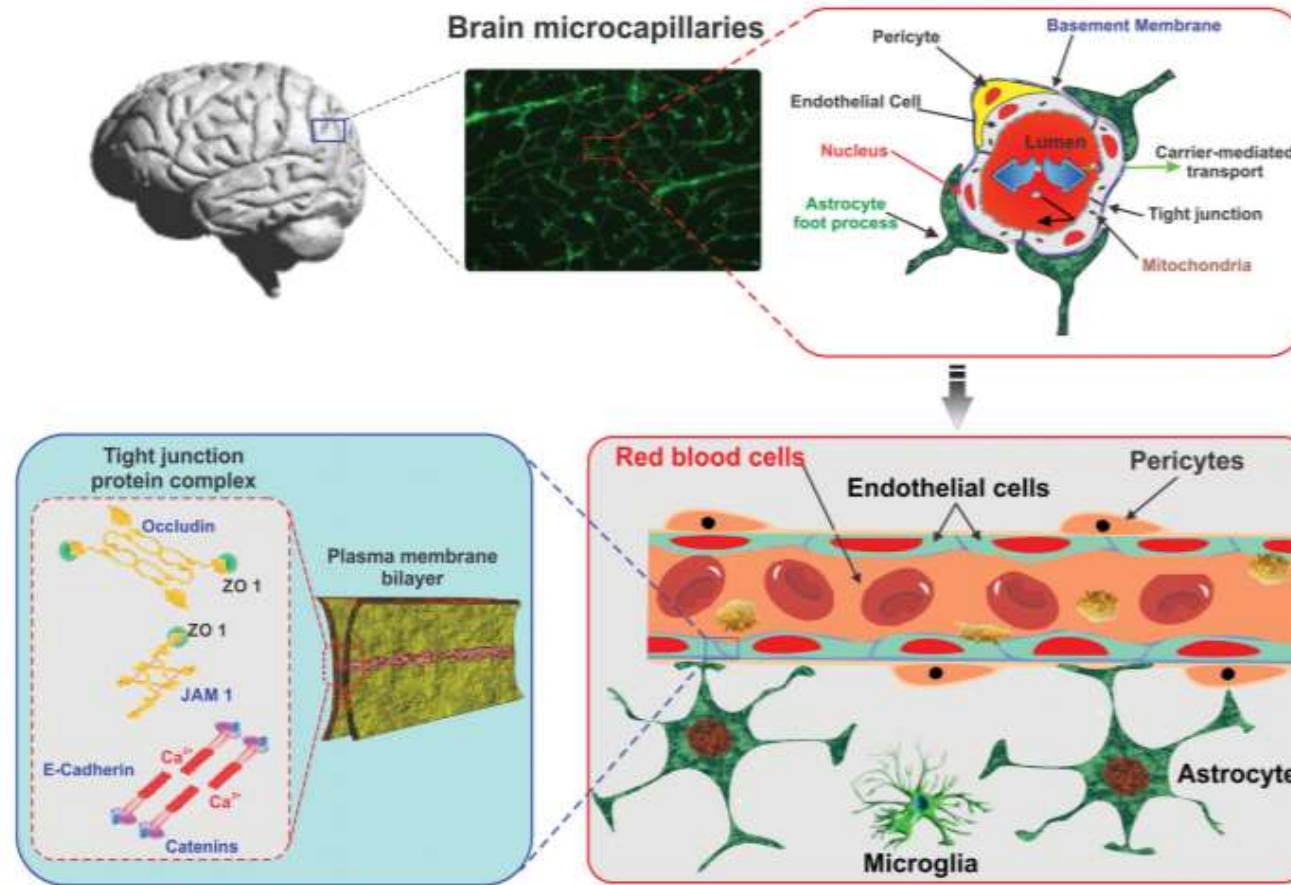 Brain microcapillaries
Pericyte
Basement Membrane
Endothelial Cell
Lumen
Nucleus
Carrier-mediated
transport
Astrocyte
foot process
Tight junction
Mitochondria
Tight junction
protein complex
Occludin
ZO 1
ZO 1
JAM 1
Ca²⁺
E-Cadherin
Ca²⁺
Catenins
Plasma membrane
bilayer
Red blood cells
Endothelial cells
Pericytes
Astrocyte
Microglia